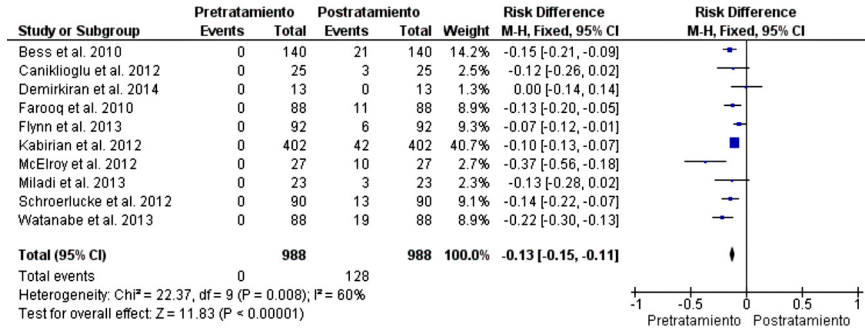 Pretratamiento Postratamiento Risk Difference Risk Difference
Study or Subgroup Events Total Events Total Weight M-H, Fixed, 95% CI M-H, Fixed, 95% CI
Bess et al. 2010 0 140 21 140 14.2% -0.15 [-0.21, -0.09]
Caniklioglu et al. 2012 0 25 3 25 2.5% -0.12 [-0.26, 0.02]
Demirkiran et al. 2014 0 13 0 13 1.3% 0.00 [-0.14, 0.14]
Farooq et al. 2010 0 88 11 88 8.9% -0.13 [-0.20, -0.05]
Flynn et al. 2013 0 92 6 92 9.3% -0.07 [-0.12, -0.01]
Kabirian et al. 2012 0 402 42 402 40.7% -0.10 [-0.13, -0.07]
McElroy et al. 2012 0 27 10 27 2.7% -0.37 [-0.56, -0.18]
Miladi et al. 2013 0 23 3 23 2.3% -0.13 [-0.28, 0.02]
Schroerlucke et al. 2012 0 90 13 90 9.1% -0.14 [-0.22, -0.07]
Watanabe et al. 2013 0 88 19 88 8.9% -0.22 [-0.30, -0.13]
Total (95% CI) 988 988 100.0% -0.13 [-0.15, -0.11]
Total events 0 128
Heterogeneity: Chi² = 22.37, df = 9 (P = 0.008); I² = 60%
Test for overall effect: Z = 11.83 (P < 0.00001)
-1 -0.5 0 0.5 1
Pretratamiento Postratamiento